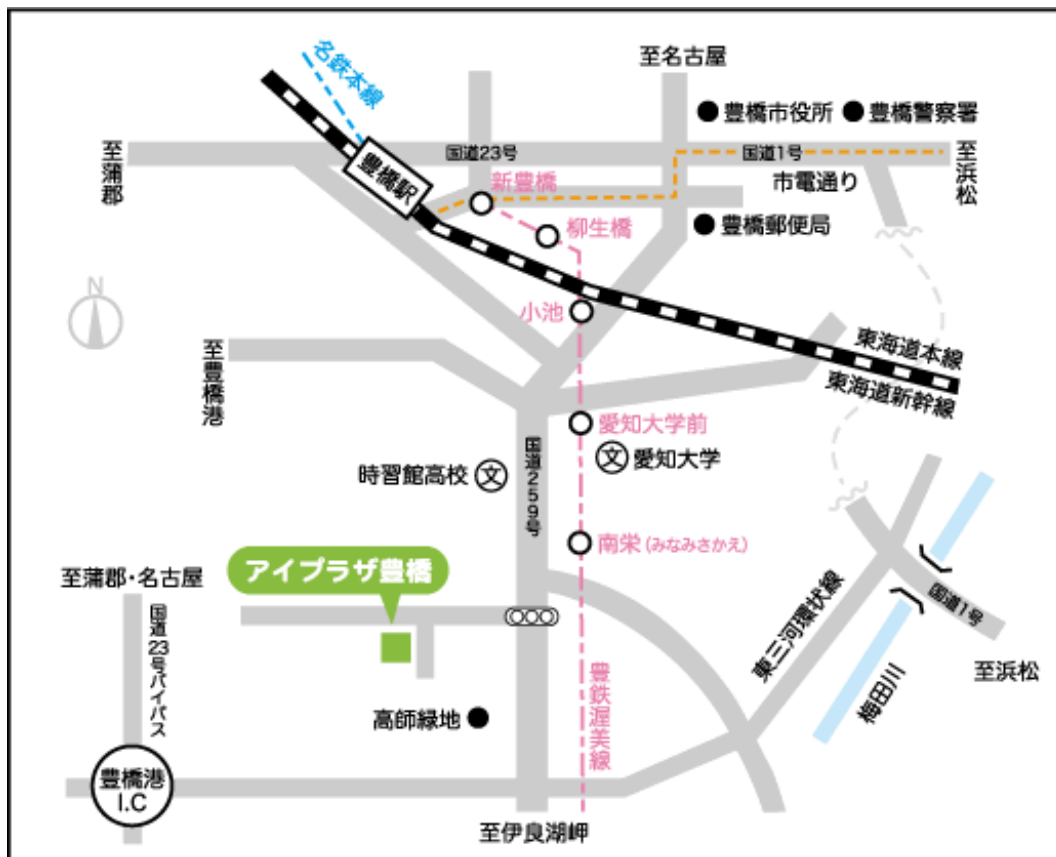 名鉄本線
至名古屋
豊橋市役所
豊橋警察署
至蒲郡
豊橋駅
国道23号
国道1号
至浜松
市電通り
新豊橋
柳生橋
豊橋郵便局
N
小池
東海道本線
東海道新幹線
至豊橋港
愛知大学前
文 愛知大学
国道259号
時習館高校 文
南栄(みなみさかえ)
アイプラザ豊橋
至蒲郡・名古屋
国道23号バイパス
東三河環状線
国道1号
至浜松
梅田川
豊鉄渥美線
高師緑地
豊橋港
I.C
至伊良湖岬